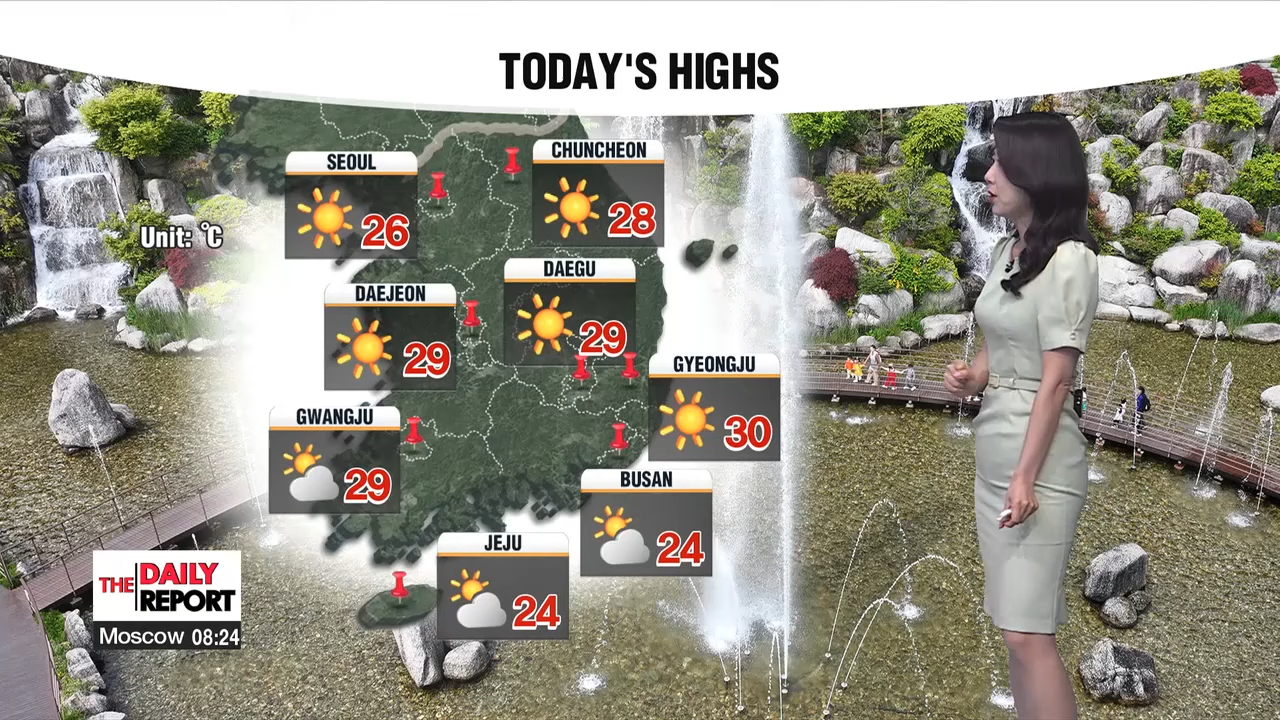 TODAY'S HIGHS
SEOUL
26
CHUNCHEON
28
Unit: ℃
DAEJEON
29
DAEGU
29
GYEONGJU
30
GWANGJU
29
BUSAN
24
JEJU
24
THE DAILY
REPORT
Moscow 08:24